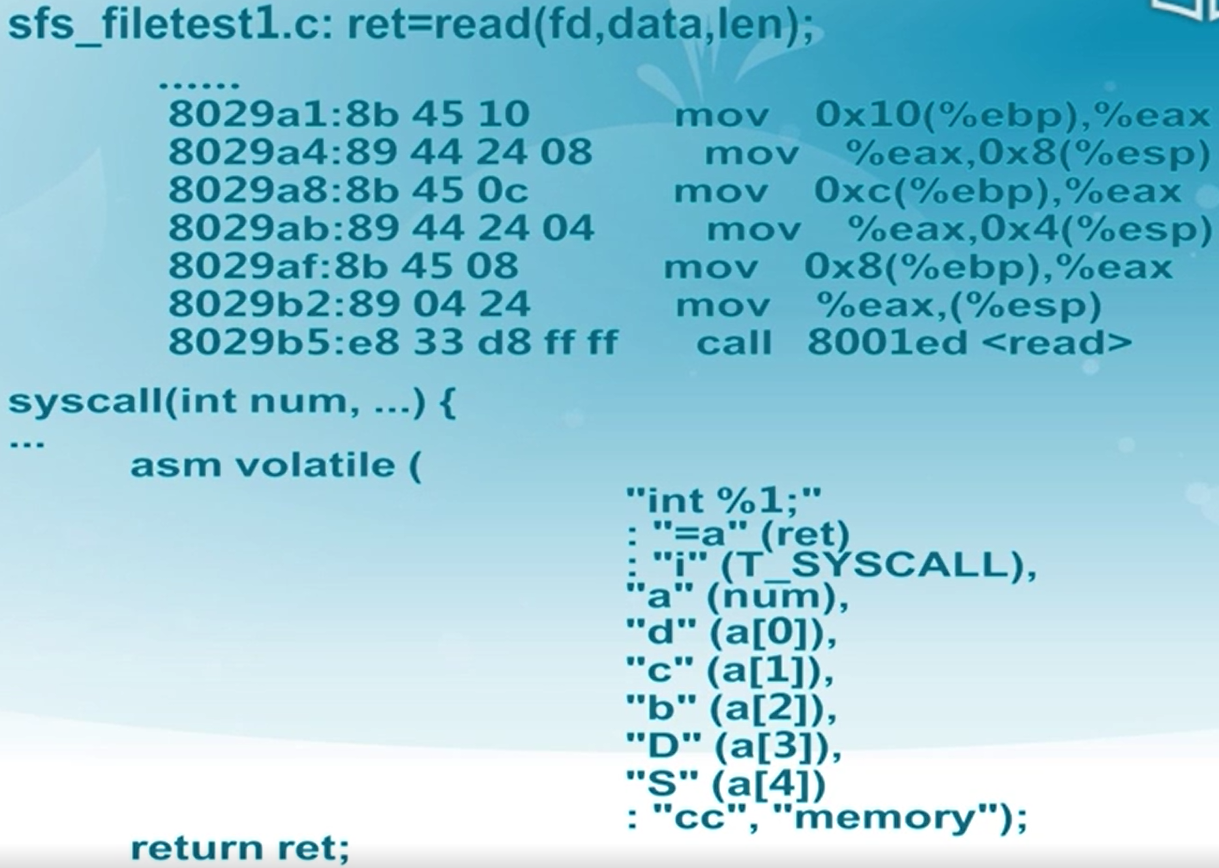 sfs_filetest1.c: ret=read(fd,data,len);
......
8029a1:8b 45 10 mov 0x10(%ebp),%eax
8029a4:89 44 24 08 mov %eax,0x8(%esp)
8029a8:8b 45 0c mov 0xc(%ebp),%eax
8029ab:89 44 24 04 mov %eax,0x4(%esp)
8029af:8b 45 08 mov 0x8(%ebp),%eax
8029b2:89 04 24 mov %eax,(%esp)
8029b5:e8 33 d8 ff ff call 8001ed <read>
syscall(int num, ...) {
...
asm volatile (
"int %1;"
: "=a" (ret)
: "i" (T_SYSCALL),
"a" (num),
"d" (a[0]),
"c" (a[1]),
"b" (a[2]),
"D" (a[3]),
"S" (a[4])
: "cc", "memory");
return ret;